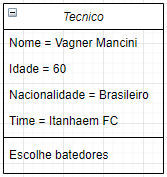 Tecnico
Nome = Vagner Mancini
Idade = 60
Nacionalidade = Brasileiro
Time = Itanhaem FC
Escolhe batedores